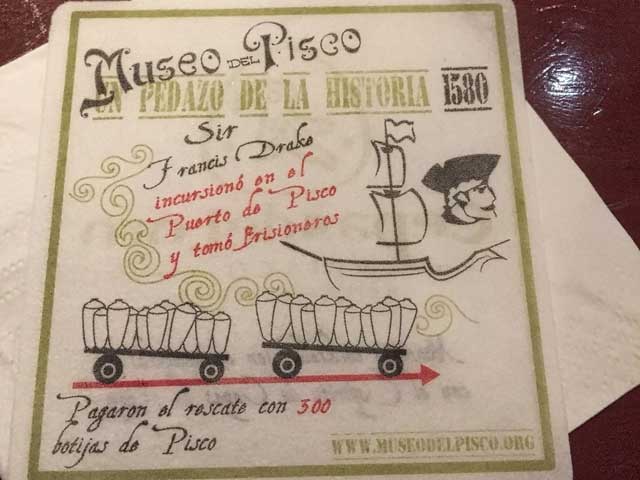 Museo del Pisco
Un pedazo de la historia 1580
Sir
Francis Drake
incursionó en el
Puerto de Pisco
y tomó Prisioneros
Pagaron el rescate con 300
botijas de Pisco
www.museodelpisco.org